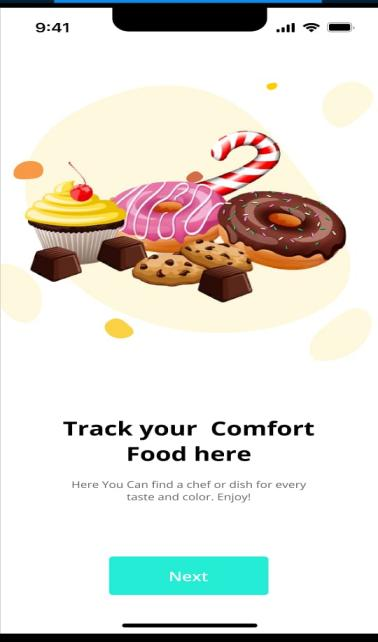 9:41
Track your  Comfort
Food here
Here You Can find a chef or dish for every
taste and color. Enjoy!
Next